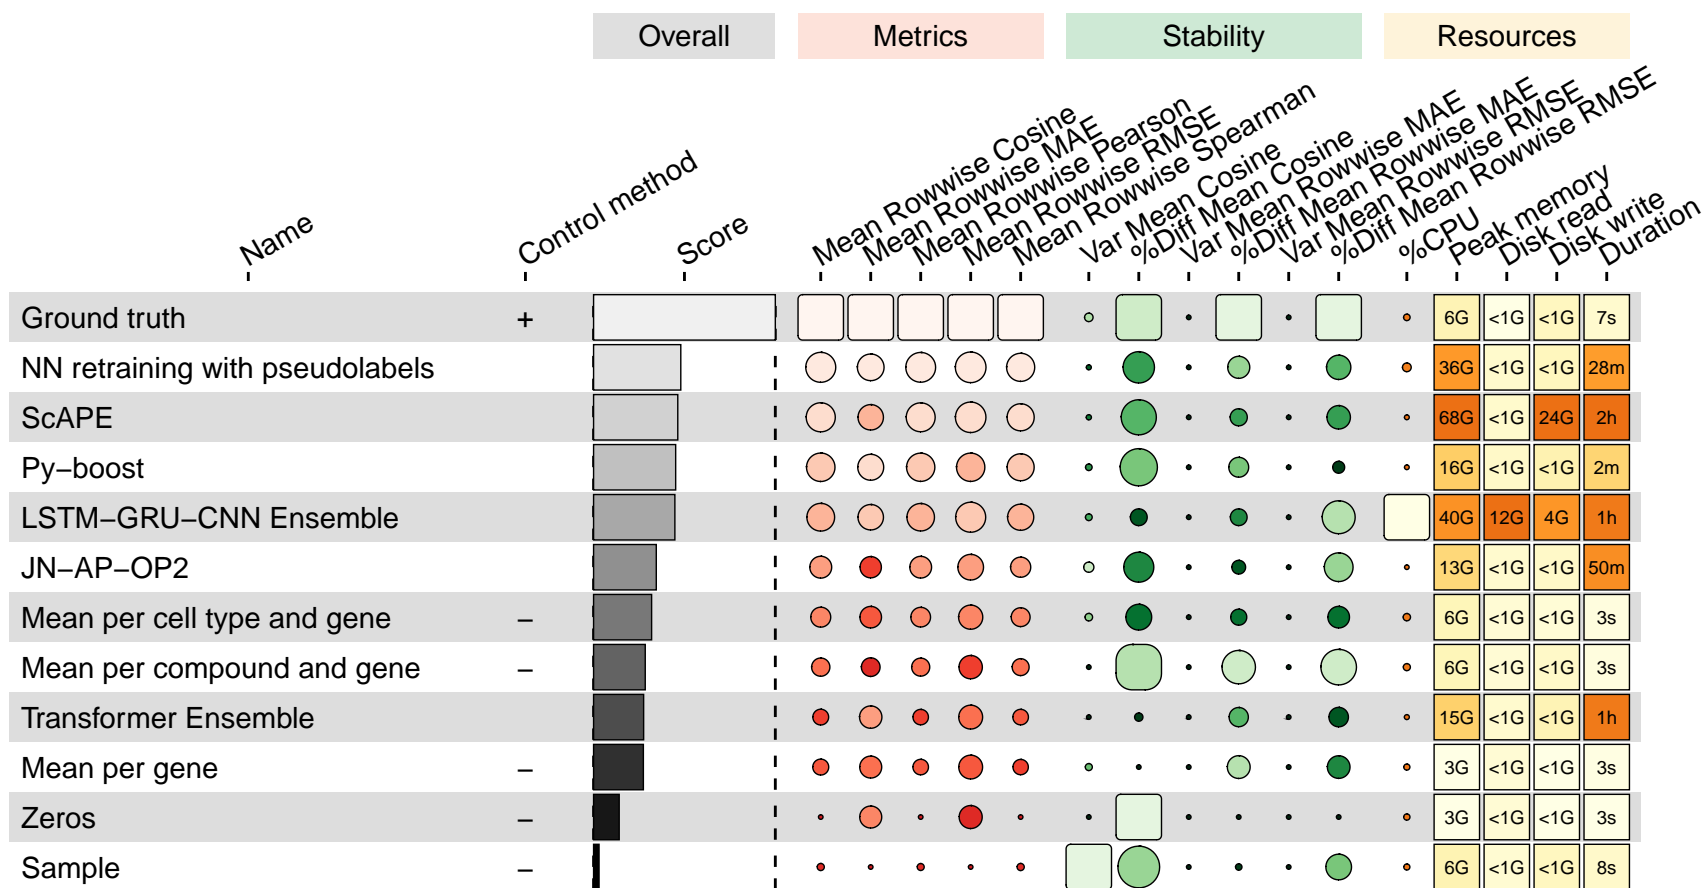 Overall Metrics Stability Resources
Name Control method Score Mean Rowwise Cosine Mean Rowwise MAE Mean Rowwise Pearson Mean Rowwise RMSE Mean Rowwise Spearman Var Mean Cosine %Diff Mean Cosine Var Mean Rowwise MAE %Diff Mean Rowwise MAE Var Mean Rowwise RMSE %Diff Mean Rowwise RMSE %CPU Peak memory Disk read Disk write Duration
Ground truth + 6G <1G <1G 7s
NN retraining with pseudolabels 36G <1G <1G 28m
ScAPE 68G <1G 24G 2h
Py−boost 16G <1G <1G 2m
LSTM−GRU−CNN Ensemble 40G 12G 4G 1h
JN−AP−OP2 13G <1G <1G 50m
Mean per cell type and gene − 6G <1G <1G 3s
Mean per compound and gene − 6G <1G <1G 3s
Transformer Ensemble 15G <1G <1G 1h
Mean per gene − 3G <1G <1G 3s
Zeros − 3G <1G <1G 3s
Sample − 6G <1G <1G 8s